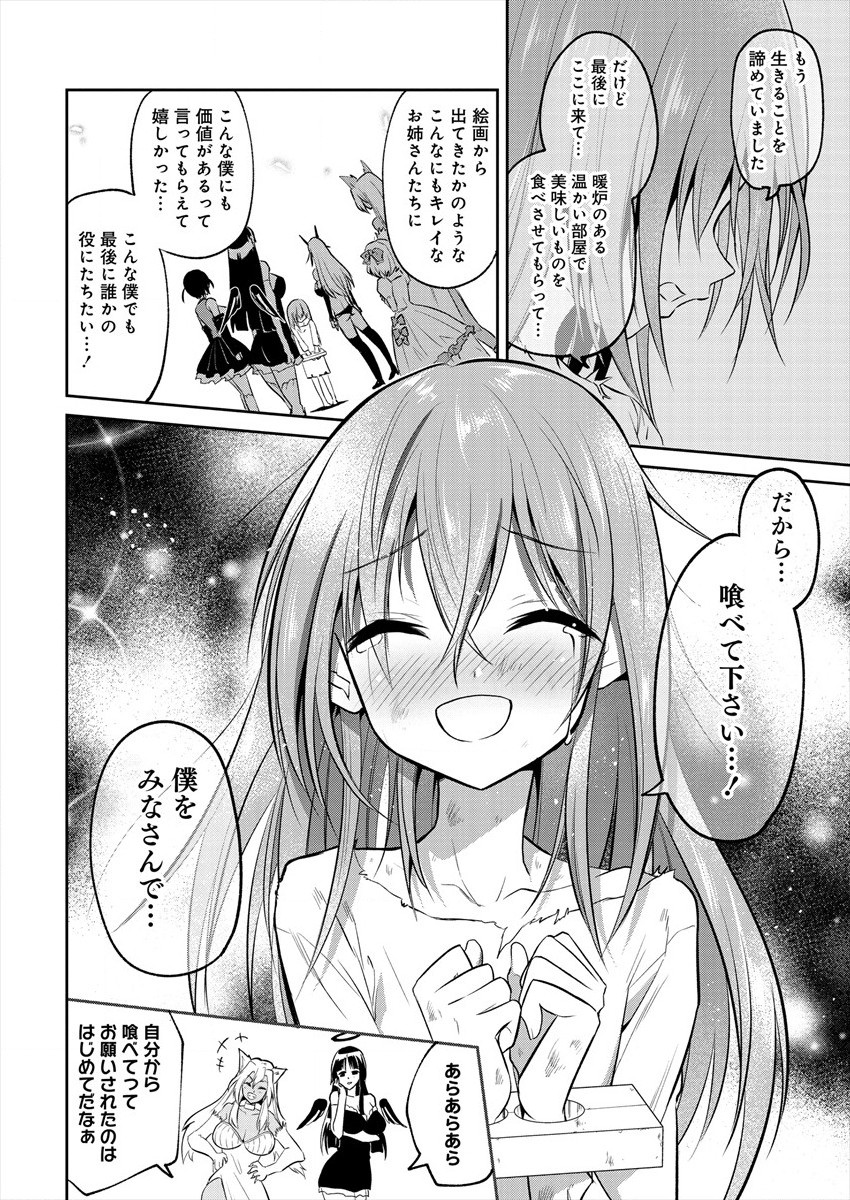 もう
生きることを
諦めていました
だけど
最後に
ここに来て…
暖炉のある
温かい部屋で
美味しいものを
食べさせてもらって…
絵画から
出てきたかのような
こんなにもキレイな
お姉さんたちに
こんな僕にも
価値があるって
言ってもらえて
嬉しかった…
こんな僕でも
最後に誰かの
役にたちたい…！
だから…
喰べて下さい…！
僕を
みなさんで…
あらあらあら
自分から
喰べてって
お願いされたのは
はじめてだなぁ